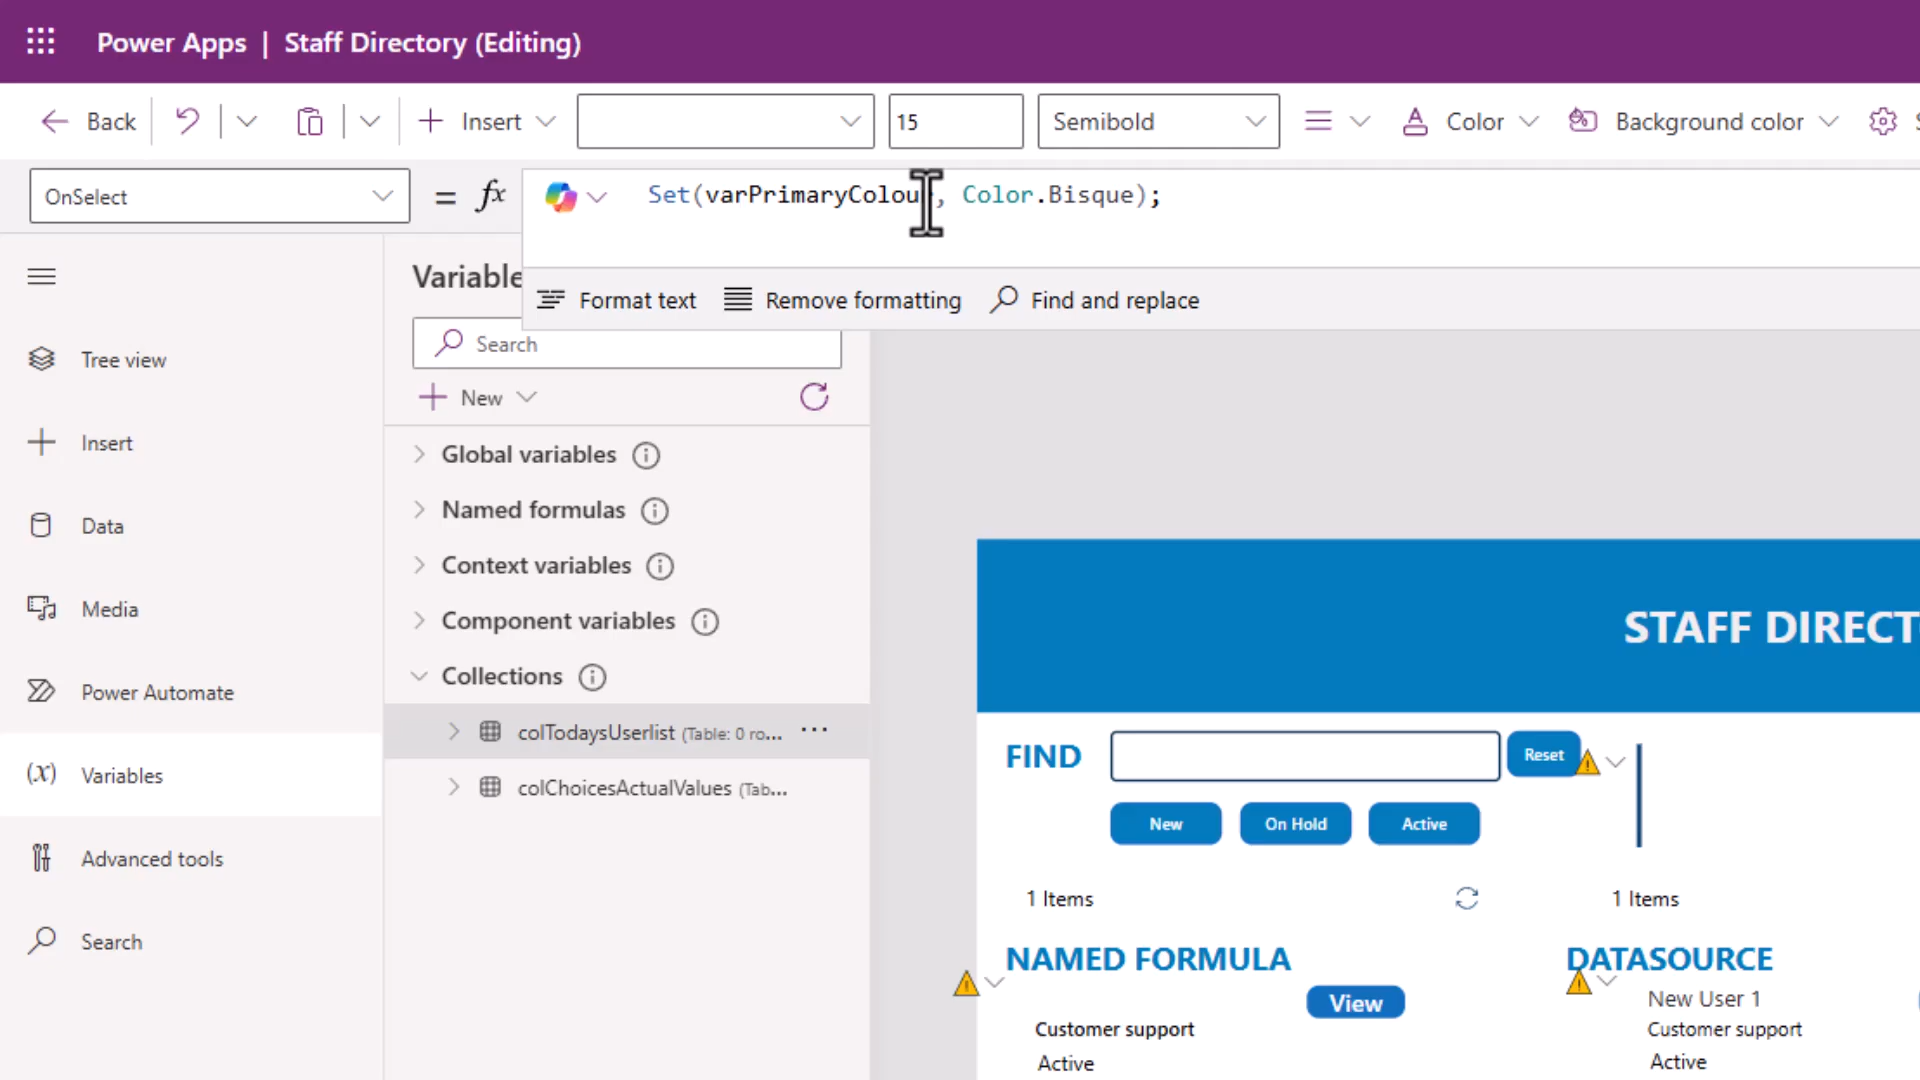 Power Apps | Staff Directory (Editing)
Back Insert 15 Semibold Color Background color
OnSelect = fx Set(varPrimaryColour, Color.Bisque);
Format text Remove formatting Find and replace
Variable
Search
New
Tree view
Insert
Data
Media
Power Automate
(x) Variables
Advanced tools
Search
Global variables
Named formulas
Context variables
Component variables
Collections
colTodaysUserlist (Table: 0 ro... ...
colChoicesActualValues (Tab...
STAFF DIRECT
FIND Reset
New On Hold Active
1 Items 1 Items
NAMED FORMULA DATASOURCE
View New User 1
Customer support Customer support
Active Active